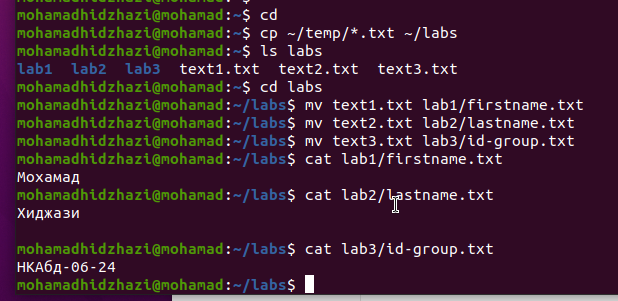 mohamadhidzhazi@mohamad:~$ cd
mohamadhidzhazi@mohamad:~$ cp ~/temp/*.txt ~/labs
mohamadhidzhazi@mohamad:~$ ls labs
lab1 lab2 lab3 text1.txt text2.txt text3.txt
mohamadhidzhazi@mohamad:~$ cd labs
mohamadhidzhazi@mohamad:~/labs$ mv text1.txt lab1/firstname.txt
mohamadhidzhazi@mohamad:~/labs$ mv text2.txt lab2/lastname.txt
mohamadhidzhazi@mohamad:~/labs$ mv text3.txt lab3/id-group.txt
mohamadhidzhazi@mohamad:~/labs$ cat lab1/firstname.txt
Мохамад
mohamadhidzhazi@mohamad:~/labs$ cat lab2/lastname.txt
Хиджази
mohamadhidzhazi@mohamad:~/labs$ cat lab3/id-group.txt
НКАбд-06-24
mohamadhidzhazi@mohamad:~/labs$